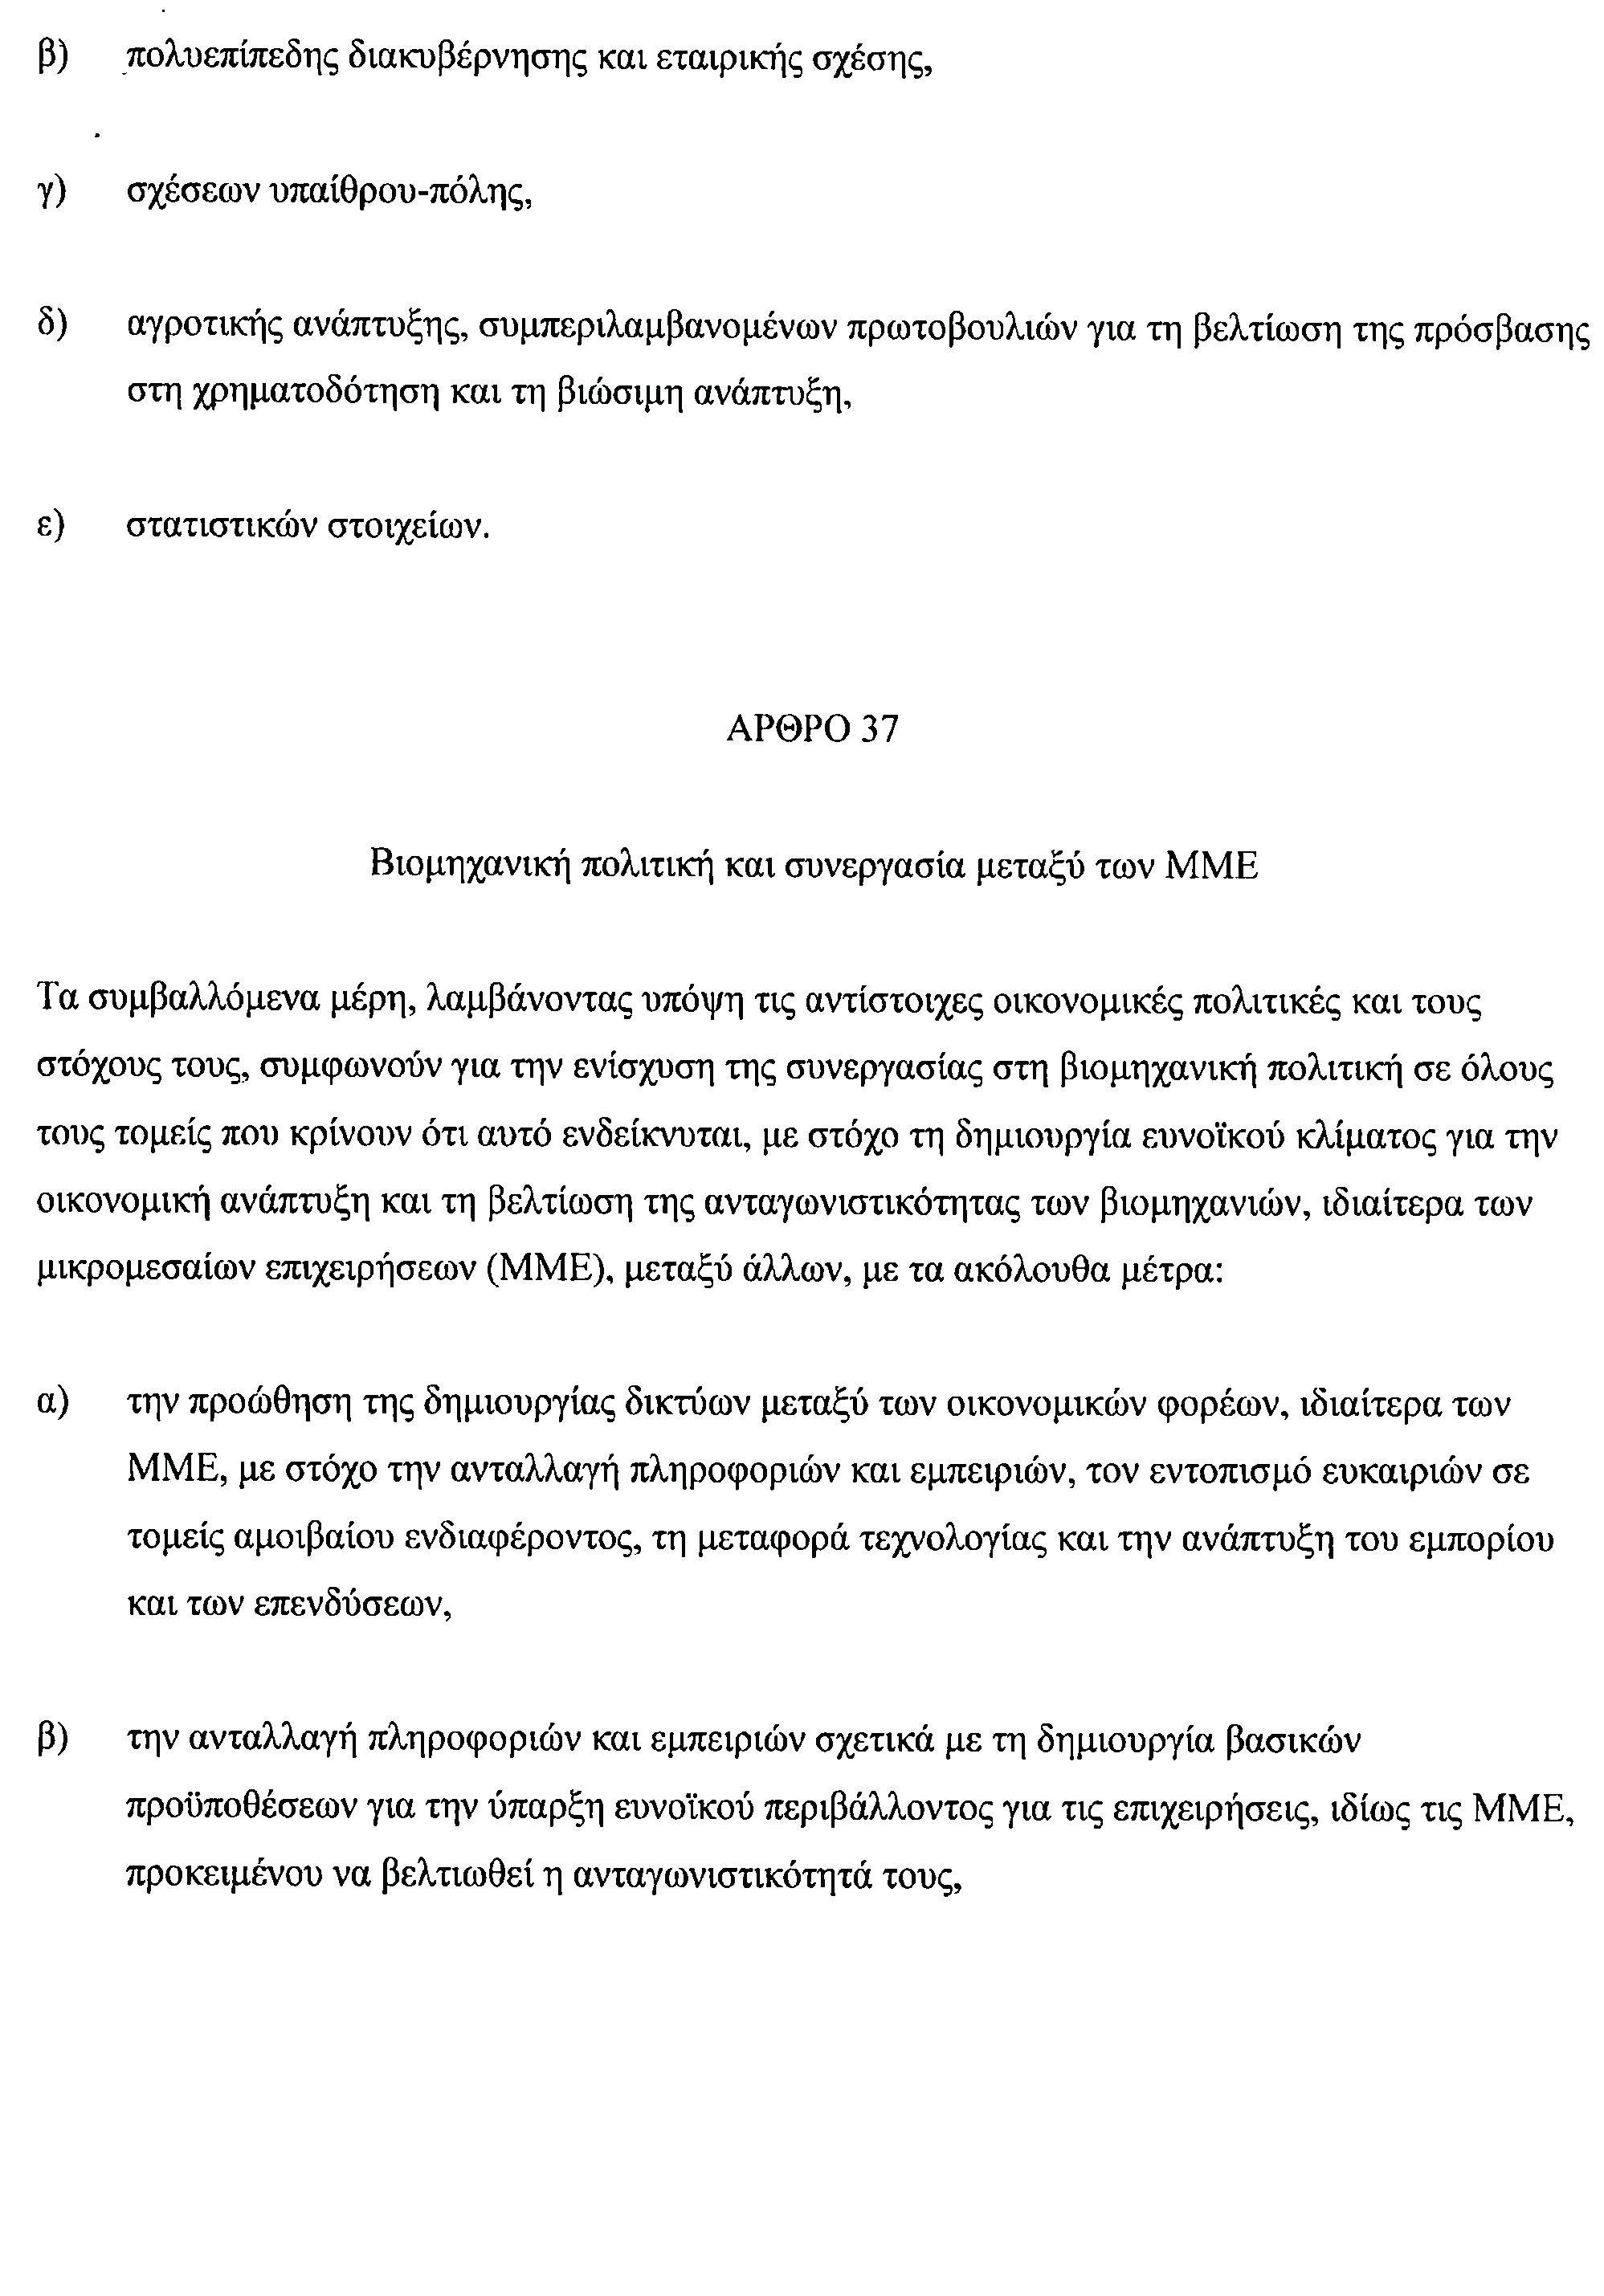 β) πολυεπίπεδης διακυβέρνησης και εταιρικής σχέσης,
γ) σχέσεων υπαίθρου-πόλης,
δ) αγροτικής ανάπτυξης, συμπεριλαμβανομένων πρωτοβουλιών για τη βελτίωση της πρόσβασης
στη χρηματοδότηση και τη βιώσιμη ανάπτυξη,
ε) στατιστικών στοιχείων.
ΑΡΘΡΟ 37
Βιομηχανική πολιτική και συνεργασία μεταξύ των ΜΜΕ
Τα συμβαλλόμενα μέρη, λαμβάνοντας υπόψη τις αντίστοιχες οικονομικές πολιτικές και τους
στόχους τους, συμφωνούν για την ενίσχυση της συνεργασίας στη βιομηχανική πολιτική σε όλους
τους τομείς που κρίνουν ότι αυτό ενδείκνυται, με στόχο τη δημιουργία ευνοϊκού κλίματος για την
οικονομική ανάπτυξη και τη βελτίωση της ανταγωνιστικότητας των βιομηχανιών, ιδιαίτερα των
μικρομεσαίων επιχειρήσεων (ΜΜΕ), μεταξύ άλλων, με τα ακόλουθα μέτρα:
α) την προώθηση της δημιουργίας δικτύων μεταξύ των οικονομικών φορέων, ιδιαίτερα των
ΜΜΕ, με στόχο την ανταλλαγή πληροφοριών και εμπειριών, τον εντοπισμό ευκαιριών σε
τομείς αμοιβαίου ενδιαφέροντος, τη μεταφορά τεχνολογίας και την ανάπτυξη του εμπορίου
και των επενδύσεων,
β) την ανταλλαγή πληροφοριών και εμπειριών σχετικά με τη δημιουργία βασικών
προϋποθέσεων για την ύπαρξη ευνοϊκού περιβάλλοντος για τις επιχειρήσεις, ιδίως τις ΜΜΕ,
προκειμένου να βελτιωθεί η ανταγωνιστικότητά τους,